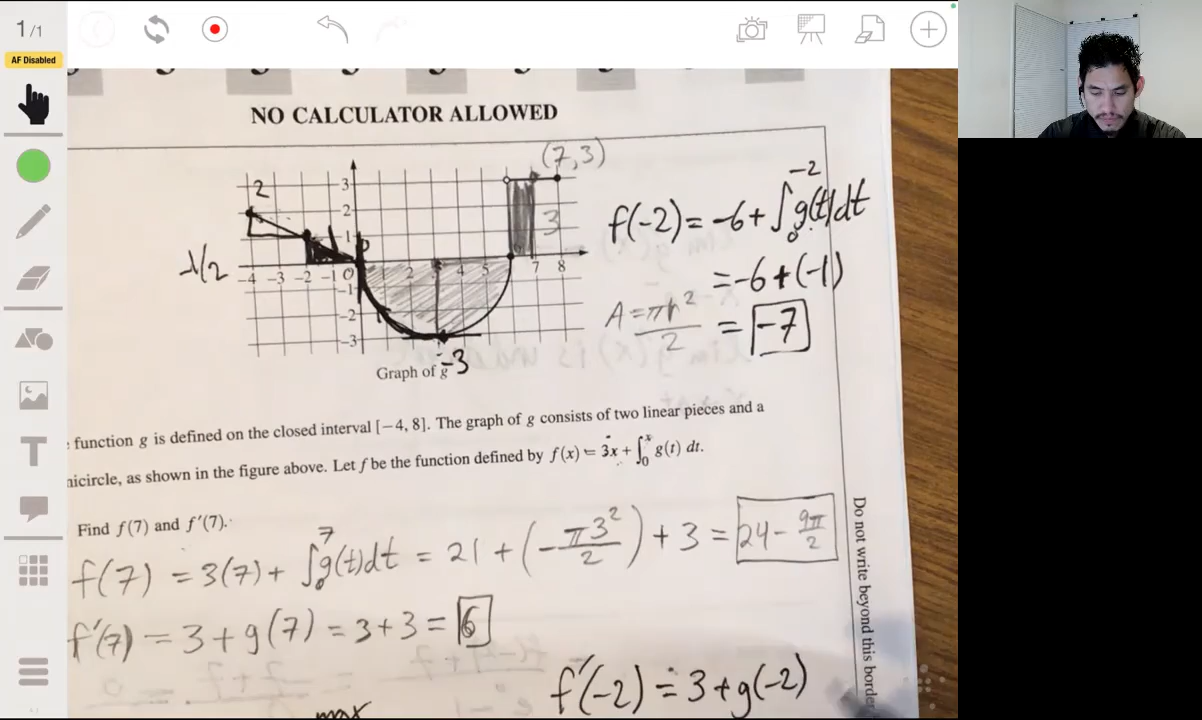 1/1
AF Disabled
T
NO CALCULATOR ALLOWED
(7,3)
2
3
2
1
3
-4 -3 -2 -1 O 2 4 5 7 8
-1
-2
-3
-3
Graph of g
f(-2) = -6 + ∫₀⁻² g(t)dt
= -6 + (-1)
= -7
A = πr²/2
function g is defined on the closed interval [−4, 8]. The graph of g consists of two linear pieces and a
nicircle, as shown in the figure above. Let f be the function defined by f(x) = 3x + ∫₀ˣ g(t) dt.
Find f(7) and f′(7).
f(7) = 3(7) + ∫₀⁷ g(t)dt = 21 + (-π3²/2) + 3 = 24 - 9π/2
f'(7) = 3 + g(7) = 3 + 3 = 6
f'(-2) = 3 + g(-2)
max
Do not write beyond this border